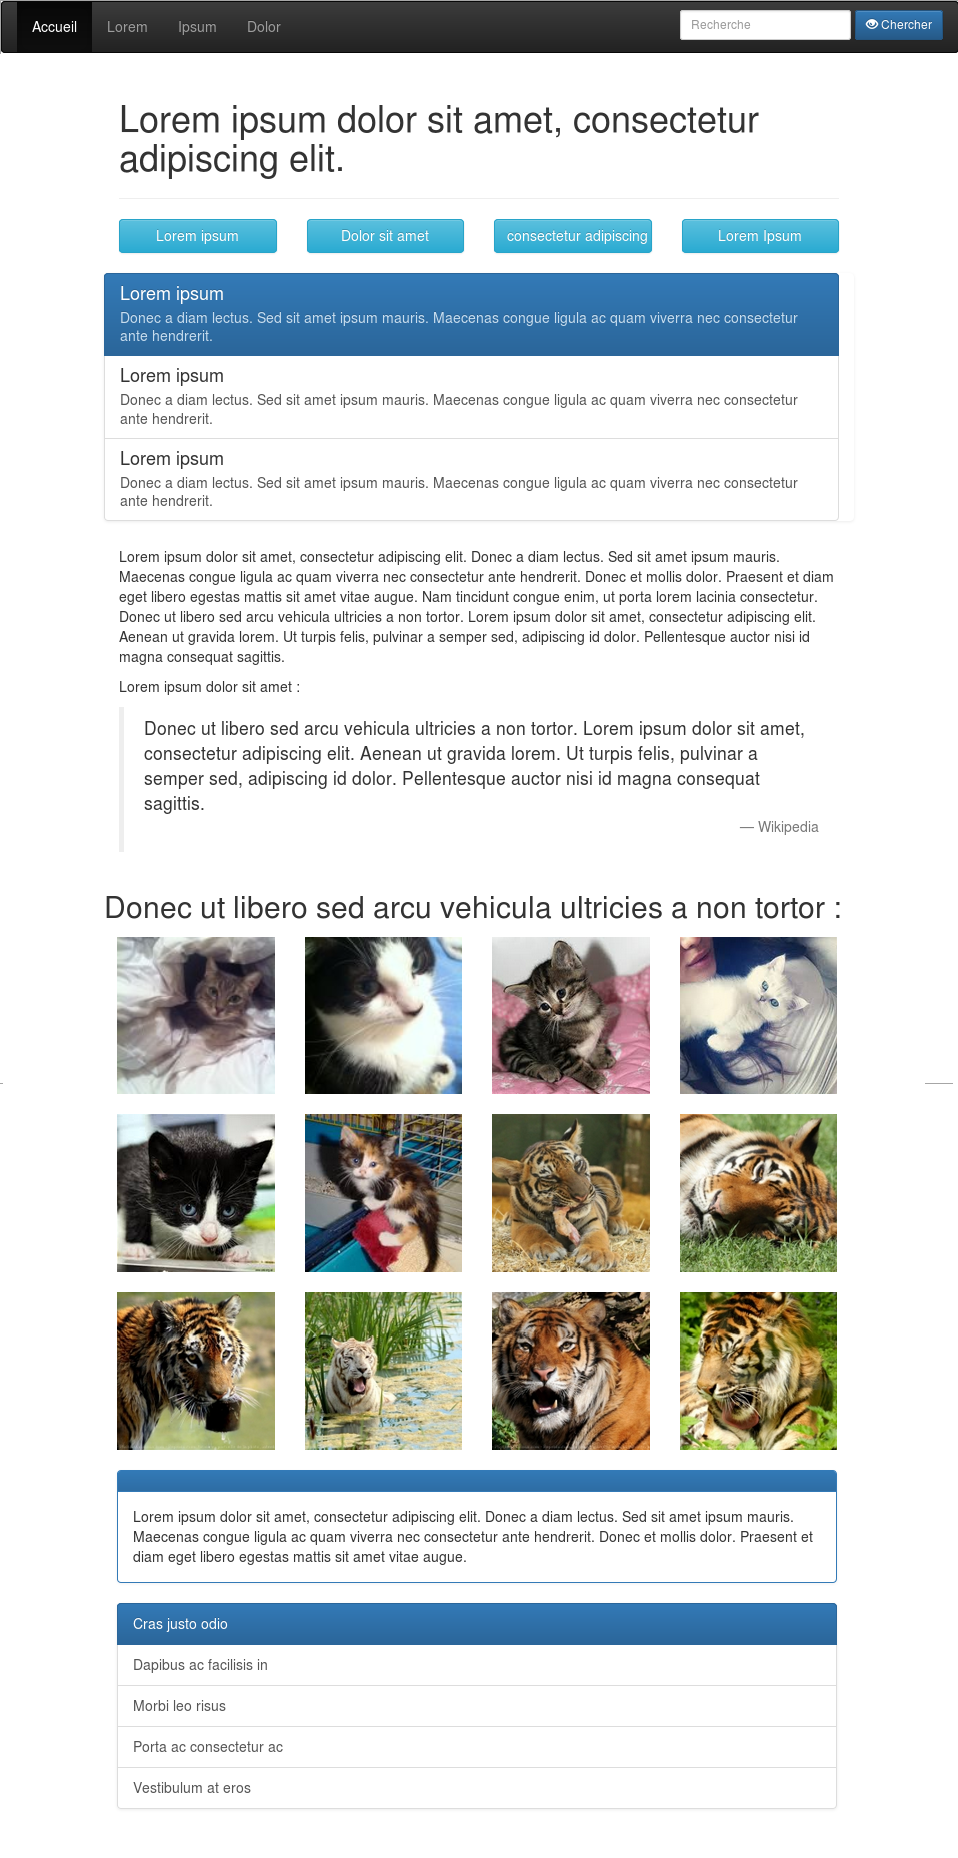 Accueil Lorem Ipsum Dolor Recherche Chercher
Lorem ipsum dolor sit amet, consectetur
adipiscing elit.
Lorem ipsum Dolor sit amet consectetur adipiscing Lorem Ipsum
Lorem ipsum
Donec a diam lectus. Sed sit amet ipsum mauris. Maecenas congue ligula ac quam viverra nec consectetur
ante hendrerit.
Lorem ipsum
Donec a diam lectus. Sed sit amet ipsum mauris. Maecenas congue ligula ac quam viverra nec consectetur
ante hendrerit.
Lorem ipsum
Donec a diam lectus. Sed sit amet ipsum mauris. Maecenas congue ligula ac quam viverra nec consectetur
ante hendrerit.
Lorem ipsum dolor sit amet, consectetur adipiscing elit. Donec a diam lectus. Sed sit amet ipsum mauris.
Maecenas congue ligula ac quam viverra nec consectetur ante hendrerit. Donec et mollis dolor. Praesent et diam
eget libero egestas mattis sit amet vitae augue. Nam tincidunt congue enim, ut porta lorem lacinia consectetur.
Donec ut libero sed arcu vehicula ultricies a non tortor. Lorem ipsum dolor sit amet, consectetur adipiscing elit.
Aenean ut gravida lorem. Ut turpis felis, pulvinar a semper sed, adipiscing id dolor. Pellentesque auctor nisi id
magna consequat sagittis.
Lorem ipsum dolor sit amet :
Donec ut libero sed arcu vehicula ultricies a non tortor. Lorem ipsum dolor sit amet,
consectetur adipiscing elit. Aenean ut gravida lorem. Ut turpis felis, pulvinar a
semper sed, adipiscing id dolor. Pellentesque auctor nisi id magna consequat
sagittis.
— Wikipedia
Donec ut libero sed arcu vehicula ultricies a non tortor :
Lorem ipsum dolor sit amet, consectetur adipiscing elit. Donec a diam lectus. Sed sit amet ipsum mauris.
Maecenas congue ligula ac quam viverra nec consectetur ante hendrerit. Donec et mollis dolor. Praesent et
diam eget libero egestas mattis sit amet vitae augue.
Cras justo odio
Dapibus ac facilisis in
Morbi leo risus
Porta ac consectetur ac
Vestibulum at eros